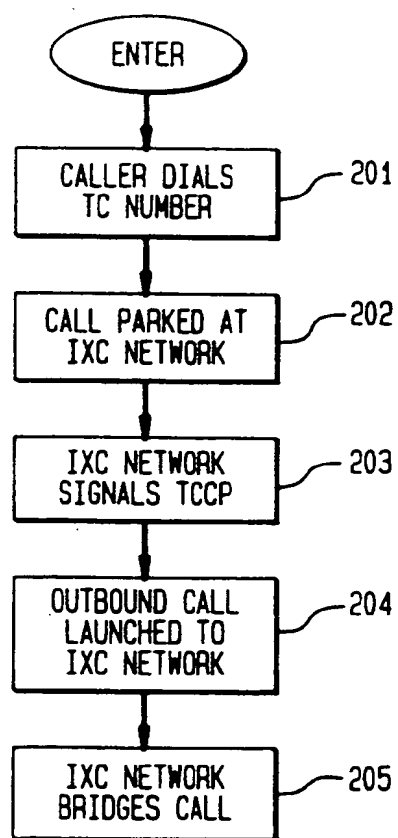 ENTER
CALLER DIALS
TC NUMBER
201
CALL PARKED AT
IXC NETWORK
202
IXC NETWORK
SIGNALS TCCP
203
OUTBOUND CALL
LAUNCHED TO
IXC NETWORK
204
IXC NETWORK
BRIDGES CALL
205